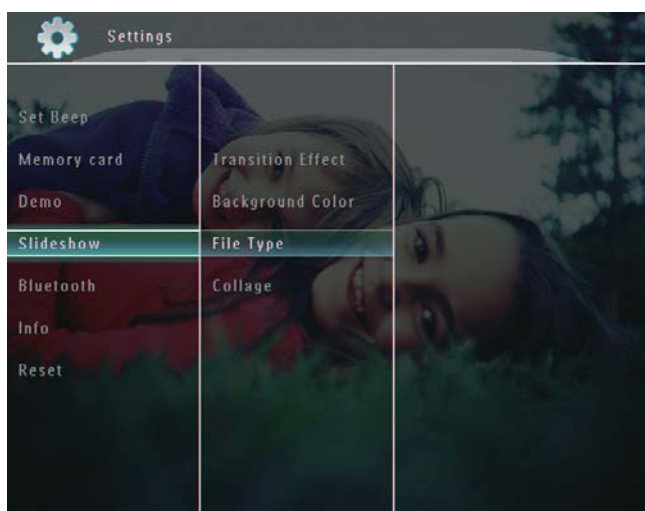 Settings
Set Beep
Memory card
Demo
Slideshow
Bluetooth
Info
Reset
Transition Effect
Background Color
File Type
Collage